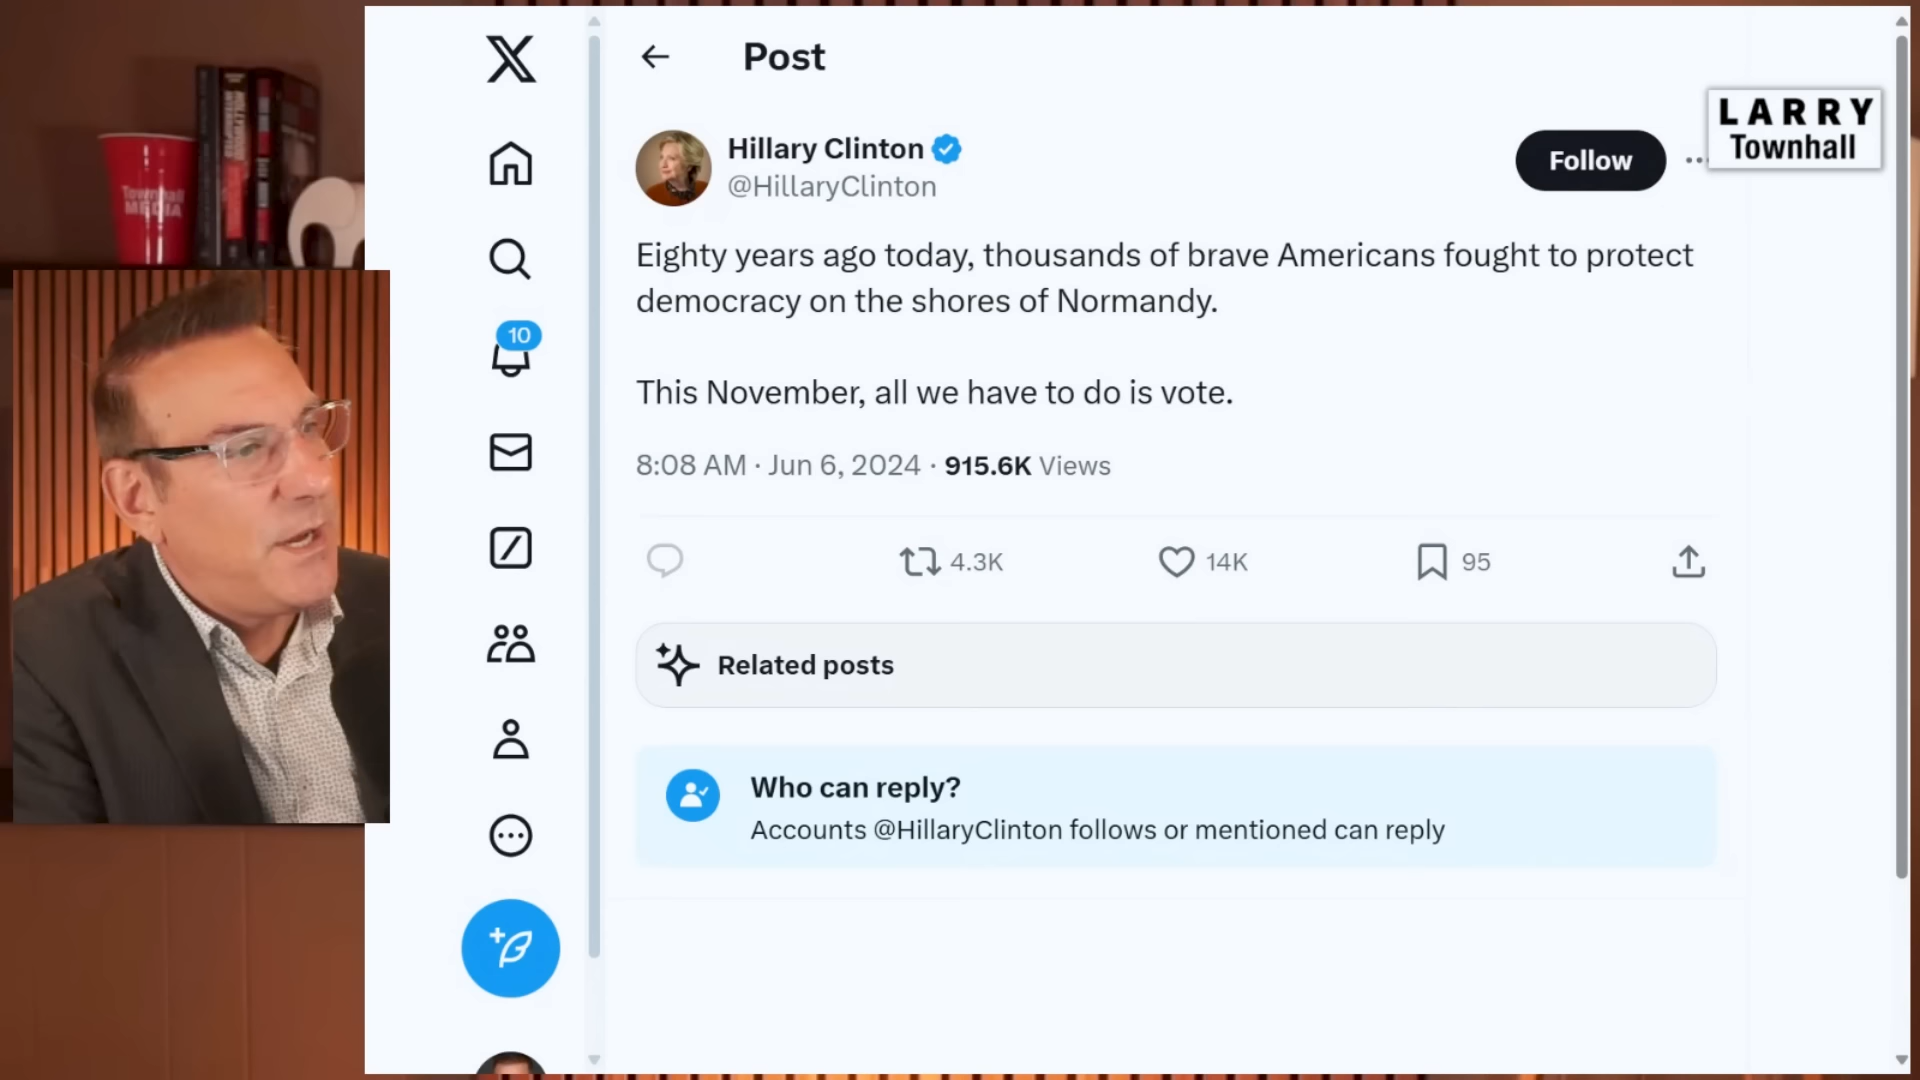 Post
LARRY
Townhall
Hillary Clinton
@HillaryClinton
Follow
Eighty years ago today, thousands of brave Americans fought to protect
democracy on the shores of Normandy.
This November, all we have to do is vote.
8:08 AM · Jun 6, 2024 · 915.6K Views
4.3K
14K
95
Related posts
Who can reply?
Accounts @HillaryClinton follows or mentioned can reply
10
Townhall
MEDIA